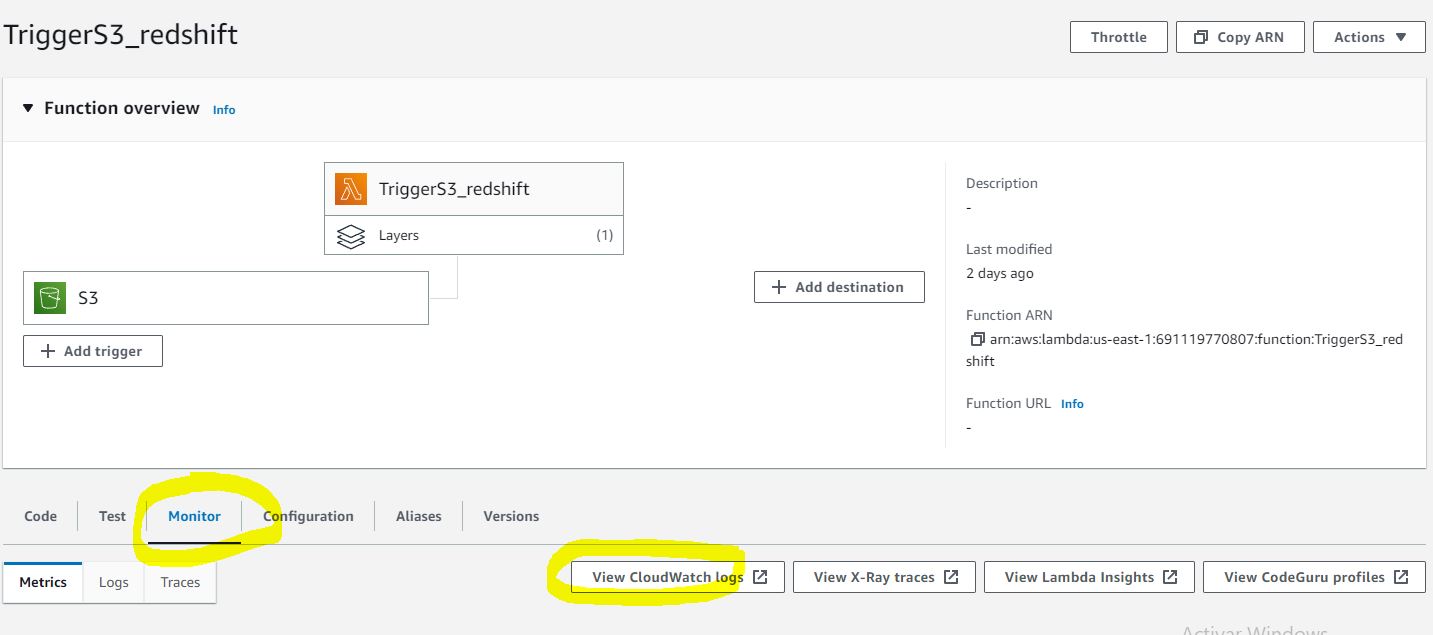 TriggerS3_redshift
Throttle
Copy ARN
Actions
Function overview Info
TriggerS3_redshift
Layers (1)
S3
Add trigger
Add destination
Description
-
Last modified
2 days ago
Function ARN
arn:aws:lambda:us-east-1:691119770807:function:TriggerS3_red
shift
Function URL Info
-
Code Test Monitor Configuration Aliases Versions
Metrics Logs Traces
View CloudWatch logs
View X-Ray traces
View Lambda Insights
View CodeGuru profiles
Activar Windows